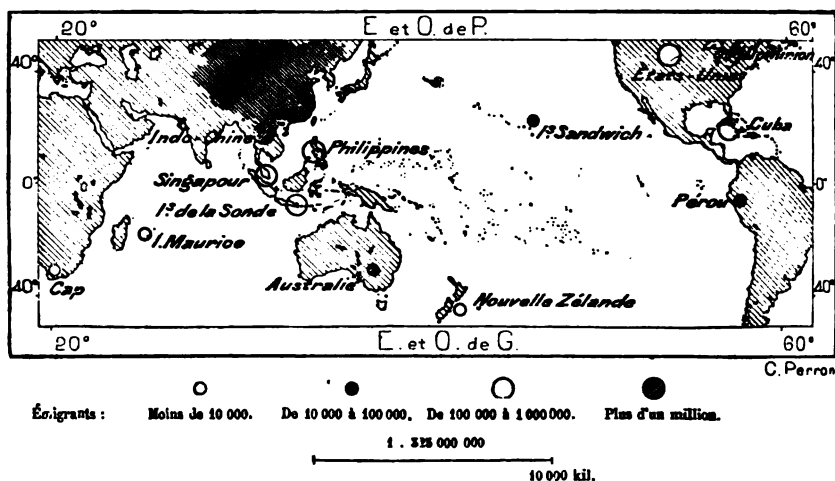 20° E et O. de P. 60°
40° 40°
États-Unis
Indo-Chine Philippines Iˢ Sandwich Cuba
Singapour
0° 0°
Iˢ de la Sonde Pérou
I. Maurice
Cap Australie
40° Nouvelle Zélande 40°
20° E. et O. de G. 60°
C. Perron
Émigrants : Moins de 10 000. De 10 000 à 100 000. De 100 000 à 1 000 000. Plus d'un million.
1 : 325 000 000
10 000 kil.